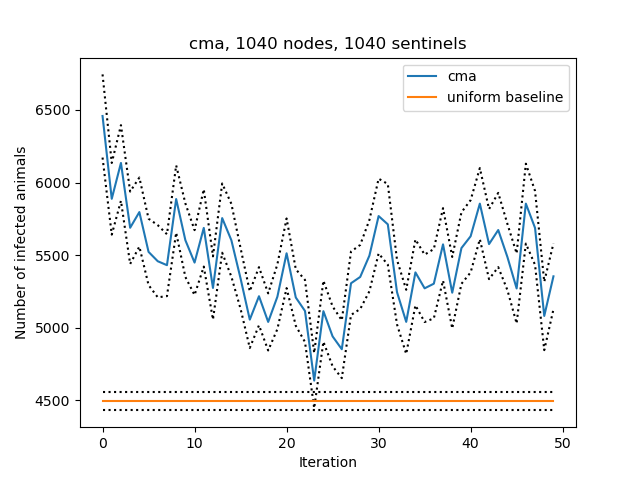 cma, 1040 nodes, 1040 sentinels
cma
uniform baseline
Number of infected animals
6500
6000
5500
5000
4500
0 10 20 30 40 50
Iteration